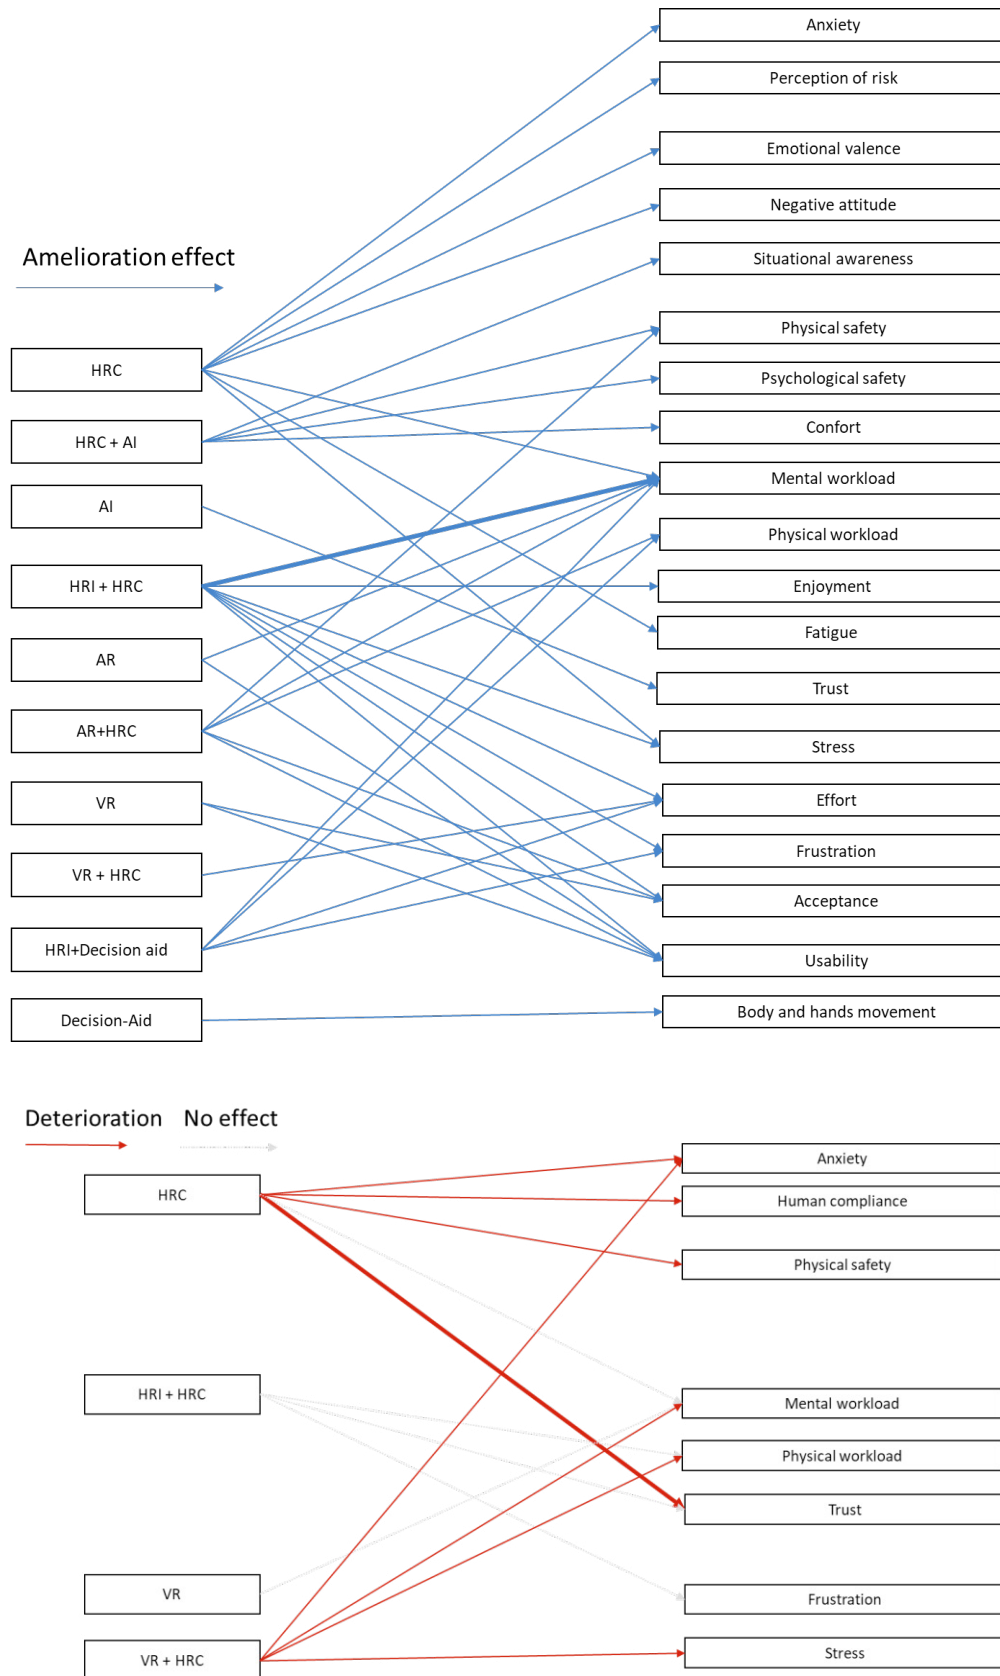 Anxiety
Perception of risk
Emotional valence
Negative attitude
Amelioration effect
Situational awareness
Physical safety
HRC
Psychological safety
HRC + AI
Confort
Mental workload
AI
Physical workload
HRI + HRC
Enjoyment
Fatigue
AR
Trust
AR+HRC
Stress
VR
Effort
Frustration
VR + HRC
Acceptance
HRI+Decision aid
Usability
Decision-Aid
Body and hands movement
Deterioration No effect
Anxiety
HRC
Human compliance
Physical safety
HRI + HRC
Mental workload
Physical workload
Trust
VR
Frustration
VR + HRC
Stress